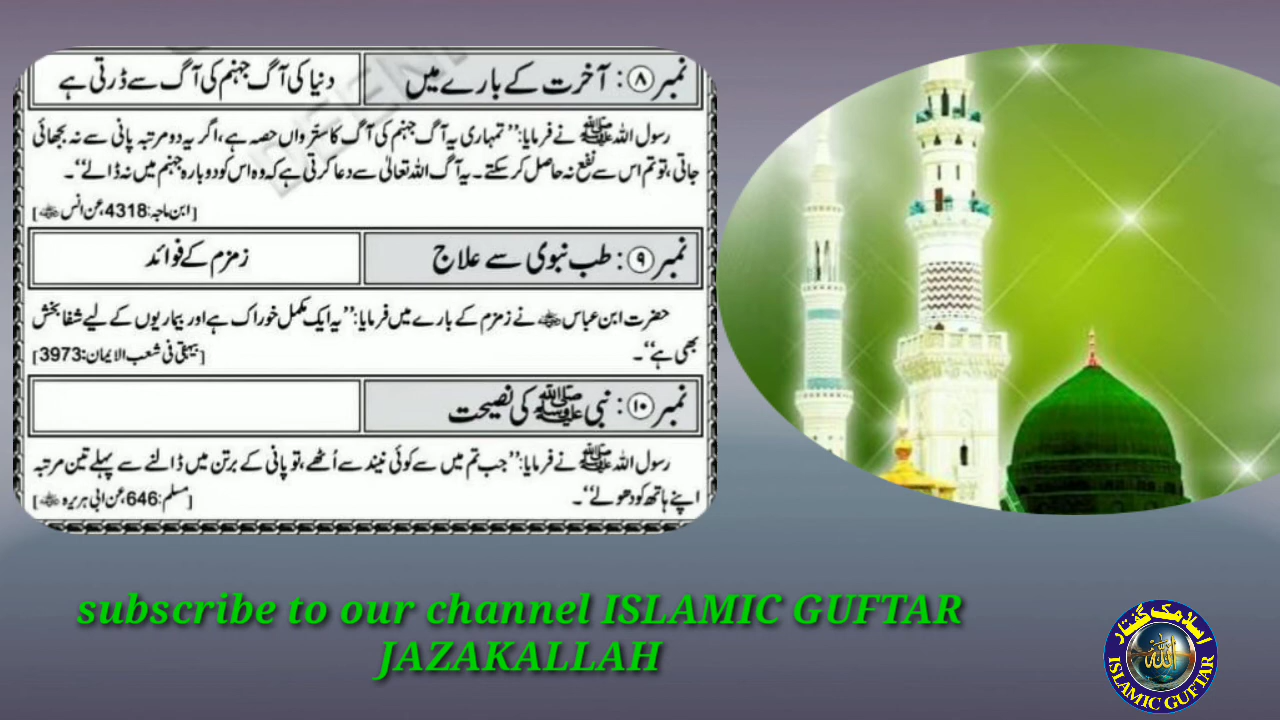 نمبر ۸: آخرت کے بارے میں
دنیا کی آگ جہنم کی آگ سے ڈرتی ہے
رسول اللہ ﷺ نے فرمایا: ’’تمہاری یہ آگ جہنم کی آگ کا ستّر واں حصہ ہے، اگر یہ دو مرتبہ پانی سے نہ بجھائی
جاتی، تو تم اس سے نفع نہ حاصل کر سکتے۔ یہ آگ اللہ تعالیٰ سے دعا کرتی ہے کہ وہ اس کو دوبارہ جہنم میں نہ ڈالے‘‘۔
[ابن ماجہ: 4318، عن انس ؓ]
نمبر ۹: طب نبوی سے علاج
زمزم کے فوائد
حضرت ابن عباس ؓ نے زمزم کے بارے میں فرمایا: ’’یہ ایک مکمل خوراک ہے اور بیماریوں کے لیے شفا بخش
بھی ہے‘‘۔ [بیہقی فی شعب الایمان: 3973]
نمبر ۱۰: نبی ﷺ کی نصیحت
رسول اللہ ﷺ نے فرمایا: ’’جب تم میں سے کوئی نیند سے اُٹھے، تو پانی کے برتن میں ڈالنے سے پہلے تین مرتبہ
اپنے ہاتھ کو دھولے‘‘۔ [مسلم: 646، عن ابی ہریرہ ؓ]
subscribe to our channel ISLAMIC GUFTAR
JAZAKALLAH
اسلامک گفتار
اللہ
ISLAMIC GUFTAR